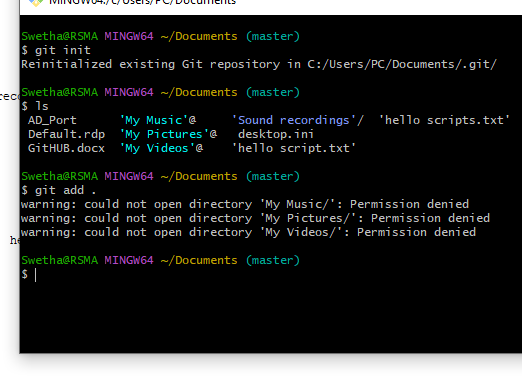 MINGW64:/c/Users/PC/Documents
Swetha@RSMA MINGW64 ~/Documents (master)
$ git init
Reinitialized existing Git repository in C:/Users/PC/Documents/.git/
Swetha@RSMA MINGW64 ~/Documents (master)
$ ls
AD_Port 'My Music'@ 'Sound recordings'/ 'hello scripts.txt'
Default.rdp 'My Pictures'@ desktop.ini
GitHUB.docx 'My Videos'@ 'hello script.txt'
Swetha@RSMA MINGW64 ~/Documents (master)
$ git add .
warning: could not open directory 'My Music/': Permission denied
warning: could not open directory 'My Pictures/': Permission denied
warning: could not open directory 'My Videos/': Permission denied
Swetha@RSMA MINGW64 ~/Documents (master)
$